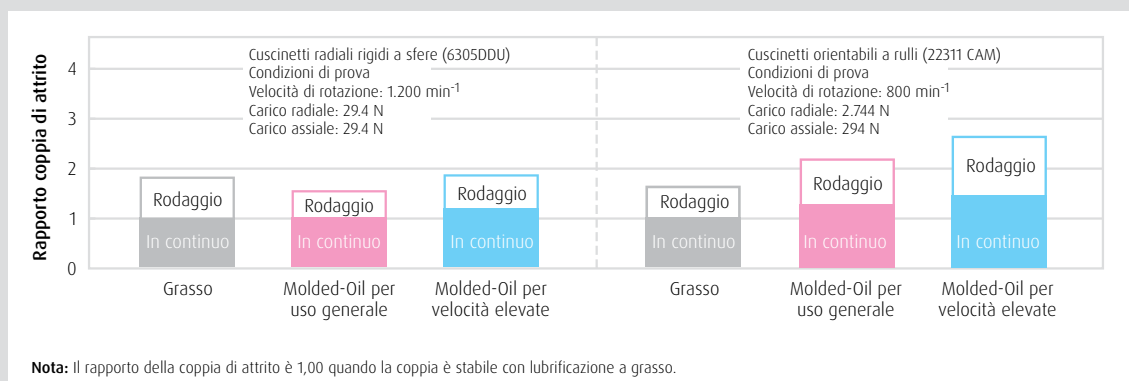 Rapporto coppia di attrito
4
3
2
1
0
Cuscinetti radiali rigidi a sfere (6305DDU)
Condizioni di prova
Velocità di rotazione: 1.200 min-1
Carico radiale: 29.4 N
Carico assiale: 29.4 N
Cuscinetti orientabili a rulli (22311 CAM)
Condizioni di prova
Velocità di rotazione: 800 min-1
Carico radiale: 2.744 N
Carico assiale: 294 N
Rodaggio
In continuo
Rodaggio
In continuo
Rodaggio
In continuo
Rodaggio
In continuo
Rodaggio
In continuo
Rodaggio
In continuo
Grasso
Molded-Oil per
uso generale
Molded-Oil per
velocità elevate
Grasso
Molded-Oil per
uso generale
Molded-Oil per
velocità elevate
Nota: Il rapporto della coppia di attrito è 1,00 quando la coppia è stabile con lubrificazione a grasso.